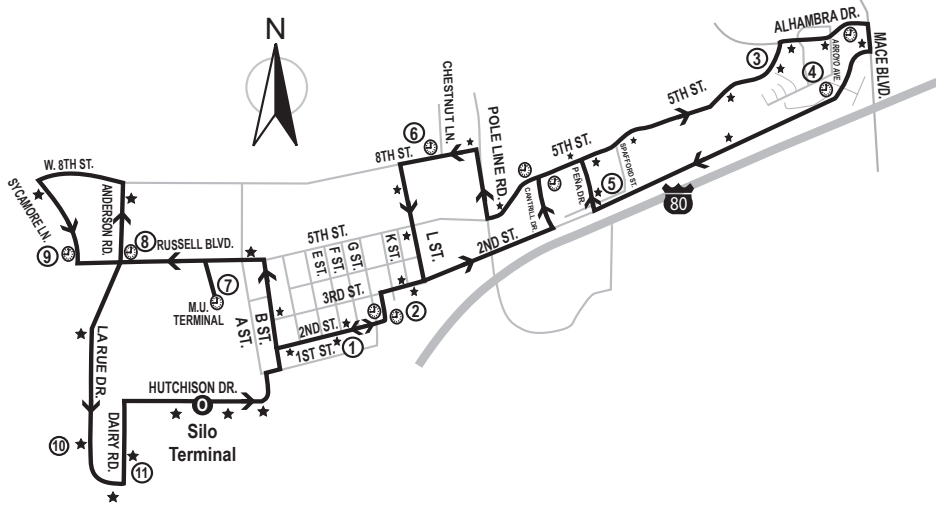 N
ALHAMBRA DR.
MACE BLVD.
ARROYO AVE.
3
4
5TH ST.
CHESTNUT LN.
POLE LINE RD.
6
8TH ST.
5TH ST.
SPAFFORD ST.
PEÑA DR.
5
CANTRILL DR.
80
W. 8TH ST.
SYCAMORE LN.
ANDERSON RD.
9
8
RUSSELL BLVD.
5TH ST.
E ST.
F ST.
G ST.
K ST.
L ST.
2ND ST.
7
M.U.
TERMINAL
3RD ST.
2
A ST.
B ST.
2ND ST.
1ST ST.
1
LA RUE DR.
HUTCHISON DR.
0
Silo
Terminal
DAIRY RD.
10
11